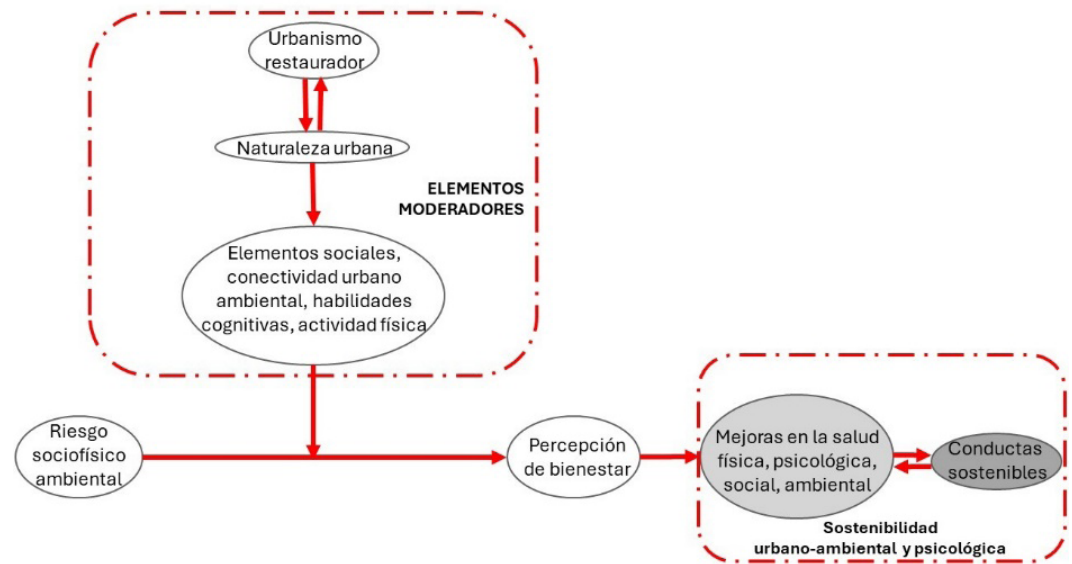 Urbanismo
restaurador
Naturaleza urbana
ELEMENTOS
MODERADORES
Elementos sociales,
conectividad urbano
ambiental, habilidades
cognitivas, actividad física
Riesgo
sociofísico
ambiental
Percepción
de bienestar
Mejoras en la salud
física, psicológica,
social, ambiental
Conductas
sostenibles
Sostenibilidad
urbano-ambiental y psicológica